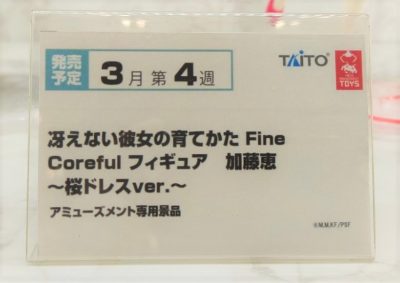 発売
予定
3月 第4週
TAITO®
TOYS
冴えない彼女の育てかた Fine
Coreful フィギュア 加藤恵
~桜ドレスver.~
アミューズメント専用景品